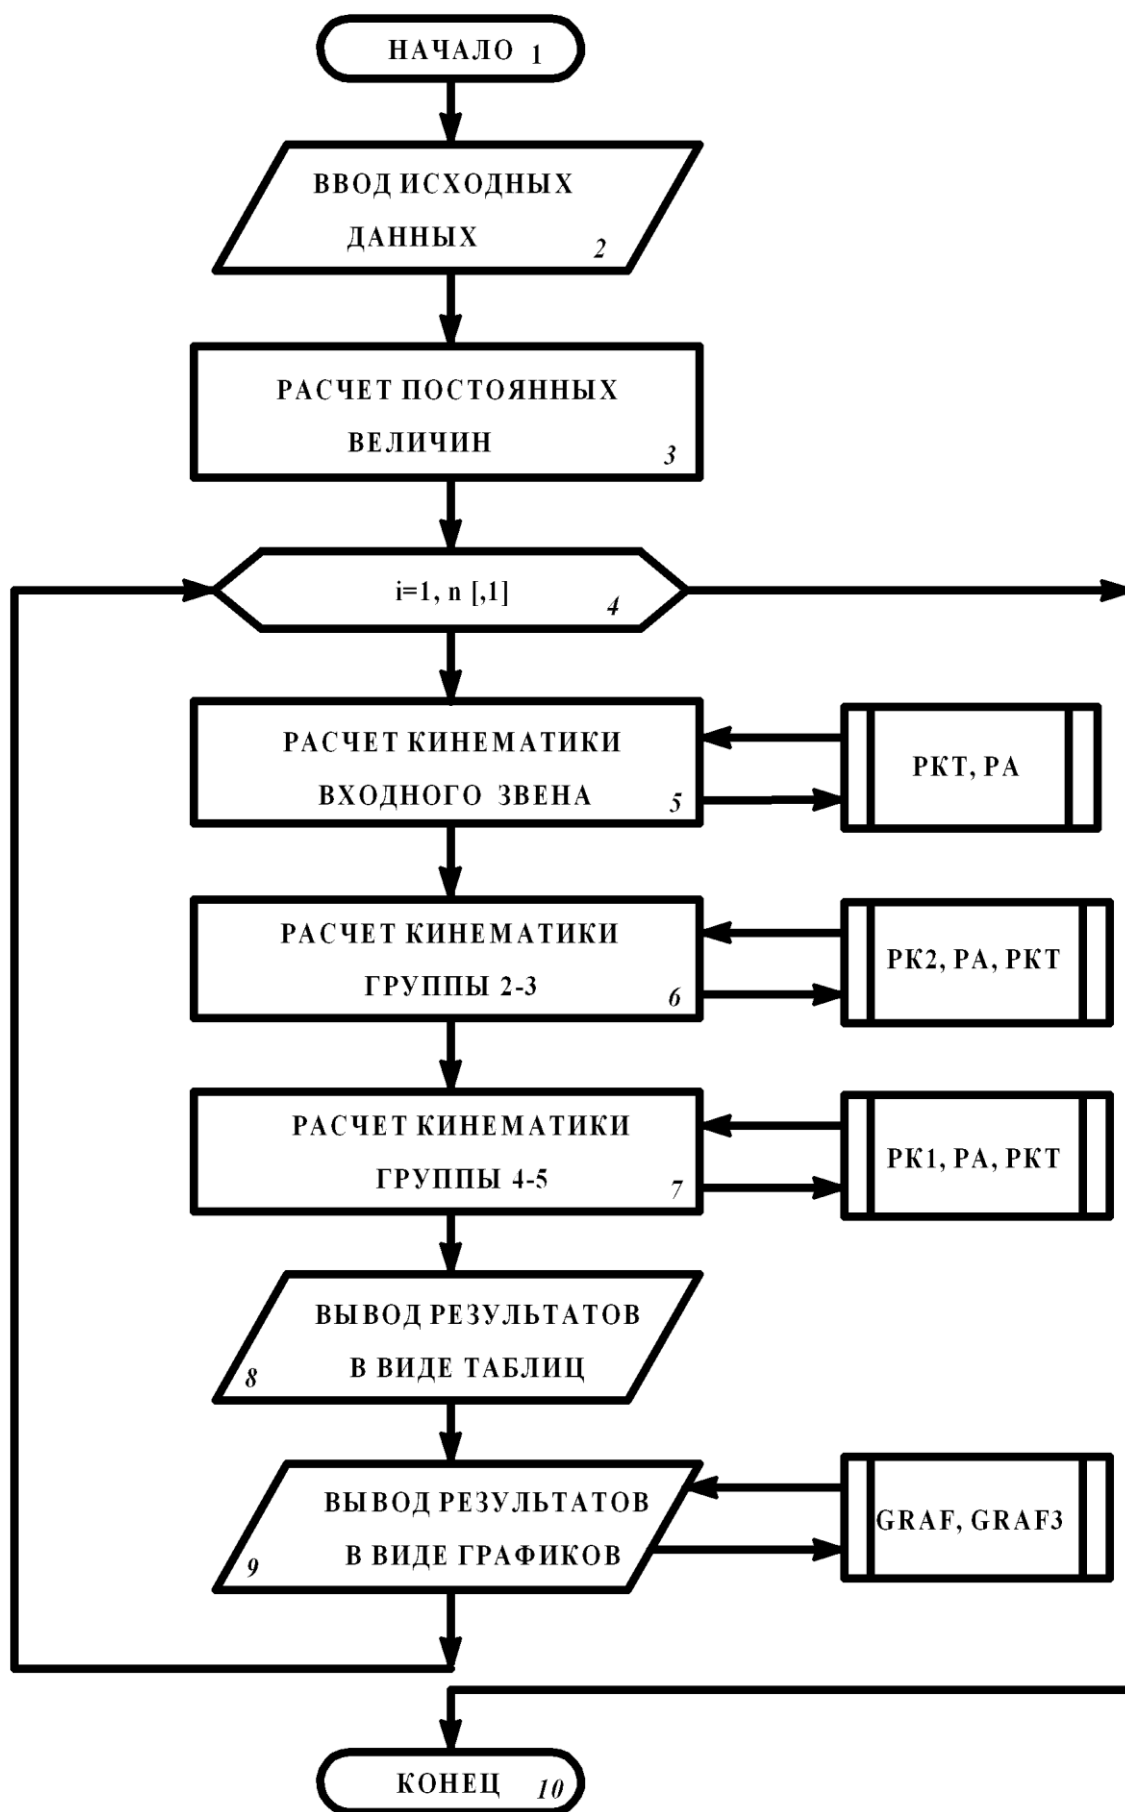 НАЧАЛО 1
ВВОД ИСХОДНЫХ
ДАННЫХ 2
РАСЧЕТ ПОСТОЯННЫХ
ВЕЛИЧИН 3
i=1, n [,1] 4
РАСЧЕТ КИНЕМАТИКИ
ВХОДНОГО ЗВЕНА 5
РКТ, РА
РАСЧЕТ КИНЕМАТИКИ
ГРУППЫ 2-3 6
РК2, РА, РКТ
РАСЧЕТ КИНЕМАТИКИ
ГРУППЫ 4-5 7
РК1, РА, РКТ
ВЫВОД РЕЗУЛЬТАТОВ
В ВИДЕ ТАБЛИЦ
8
ВЫВОД РЕЗУЛЬТАТОВ
В ВИДЕ ГРАФИКОВ
9
GRAF, GRAF3
КОНЕЦ 10